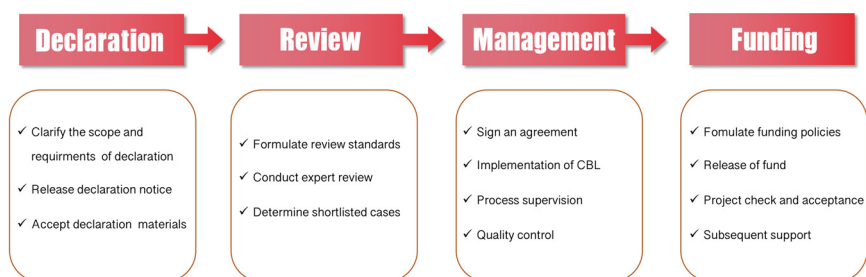 Declaration
Review
Management
Funding
✓ Clarify the scope and
requirments of declaration
✓ Release declaration notice
✓ Accept declaration materials
✓ Formulate review standards
✓ Conduct expert review
✓ Determine shortlisted cases
✓ Sign an agreement
✓ Implementation of CBL
✓ Process supervision
✓ Quality control
✓ Fomulate funding policies
✓ Release of fund
✓ Project check and acceptance
✓ Subsequent support